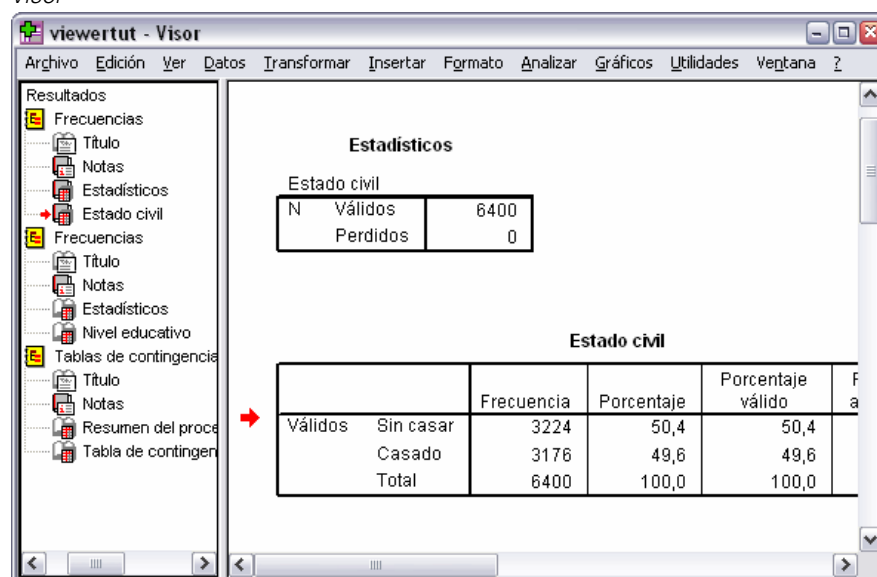 Visor
viewertut - Visor
Archivo Edición Ver Datos Transformar Insertar Formato Analizar Gráficos Utilidades Ventana ?
Resultados
Frecuencias
Título
Notas
Estadísticos
Estado civil
Frecuencias
Título
Notas
Estadísticos
Nivel educativo
Tablas de contingencia
Título
Notas
Resumen del proce
Tabla de contingen
Estadísticos
Estado civil
N Válidos 6400
Perdidos 0
Estado civil
Frecuencia Porcentaje Porcentaje válido
Válidos Sin casar 3224 50,4 50,4
Casado 3176 49,6 49,6
Total 6400 100,0 100,0